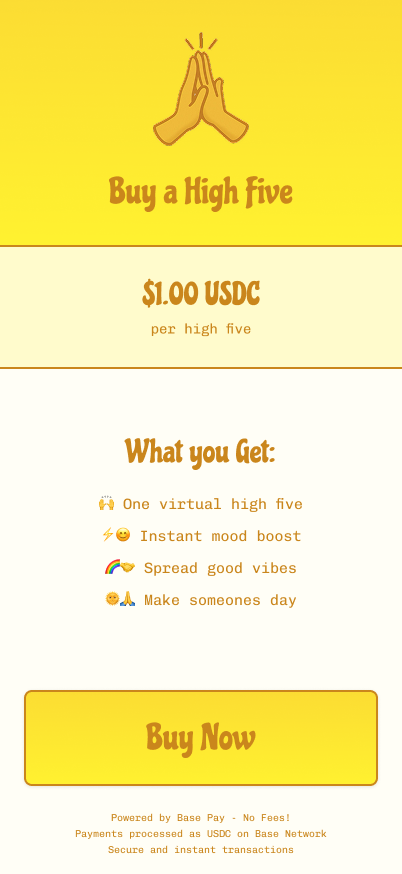 Buy a High Five
$1.00 USDC
per high five
What you Get:
🙌 One virtual high five
⚡😊 Instant mood boost
🌈🤝 Spread good vibes
🌞🙏 Make someones day
Buy Now
Powered by Base Pay - No Fees!
Payments processed as USDC on Base Network
Secure and instant transactions